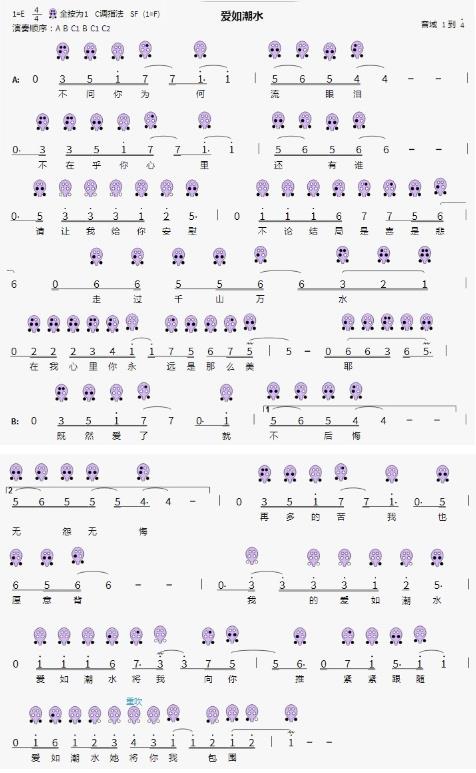 爱如潮水
1=E 4/4 全按为1 C调指法 SF (1=F)
演奏顺序：A B C1 B C1 C2
音域 1 到 4
A: 0 3 5 1 7 7 1· 1 | 5 6 5 4 4 – – |
不 问 你 为 何 流 眼 泪
0· 3 3 5 1 7 7 1· 1 | 5 6 5 6 6 – – |
不 在 乎 你 心 里 还 有 谁
0· 5 3 3 3 1 2 5· | 0 1 1 1 6 7 7 5 6 |
请 让 我 给 你 安 慰 不 论 结 局 是 喜 是 悲
6 0 6 6 5 5 6 6 3 2 1 |
走 过 千 山 万 水
0 2 2 2 3 4 1 1 7 5 6 7 5 | 5 – 0 6 6 3 6 5· |
在 我 心 里 你 永 远 是 那 么 美 耶
B: 0 3 5 1 7 7 0· 1 | 1 5 6 5 4 4 – – |
既 然 爱 了 就 不 后 悔
2 5 6 5 5 5 4· 4 – | 0 3 5 1 7 7 1· 0· 5 |
再 多 的 苦 我 也
无 怨 无 悔
6 5 6 6 – – | 0· 3 3 3 3 1 2 5· |
愿 意 背 我 的 爱 如 潮 水
0 1 1 1 6 7· 3 3 7 5 | 5 6 0 7 5· 1 1 |
爱 如 潮 水 将 我 向 你 推 紧 紧 跟 随
重吹
0 1 6 1 2 3 4 3 1 1 2 1 2 | 1 – –
爱 如 潮 水 她 将 你 我 包 围